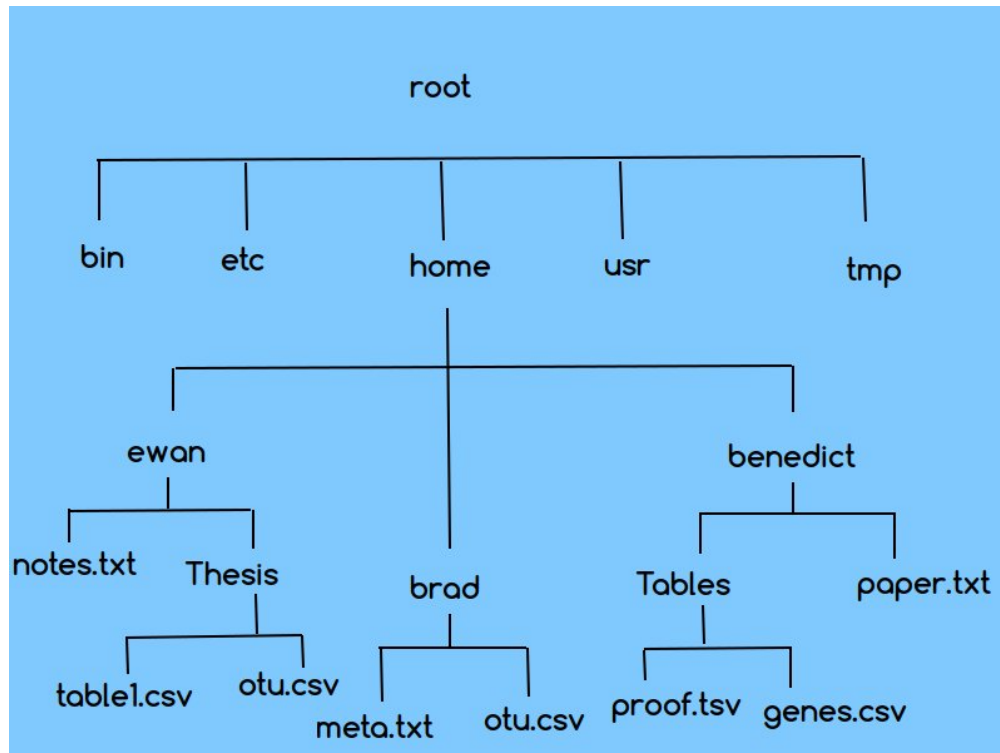 root
bin etc home usr tmp
ewan benedict
notes.txt Thesis brad Tables paper.txt
table1.csv otu.csv meta.txt otu.csv proof.tsv genes.csv